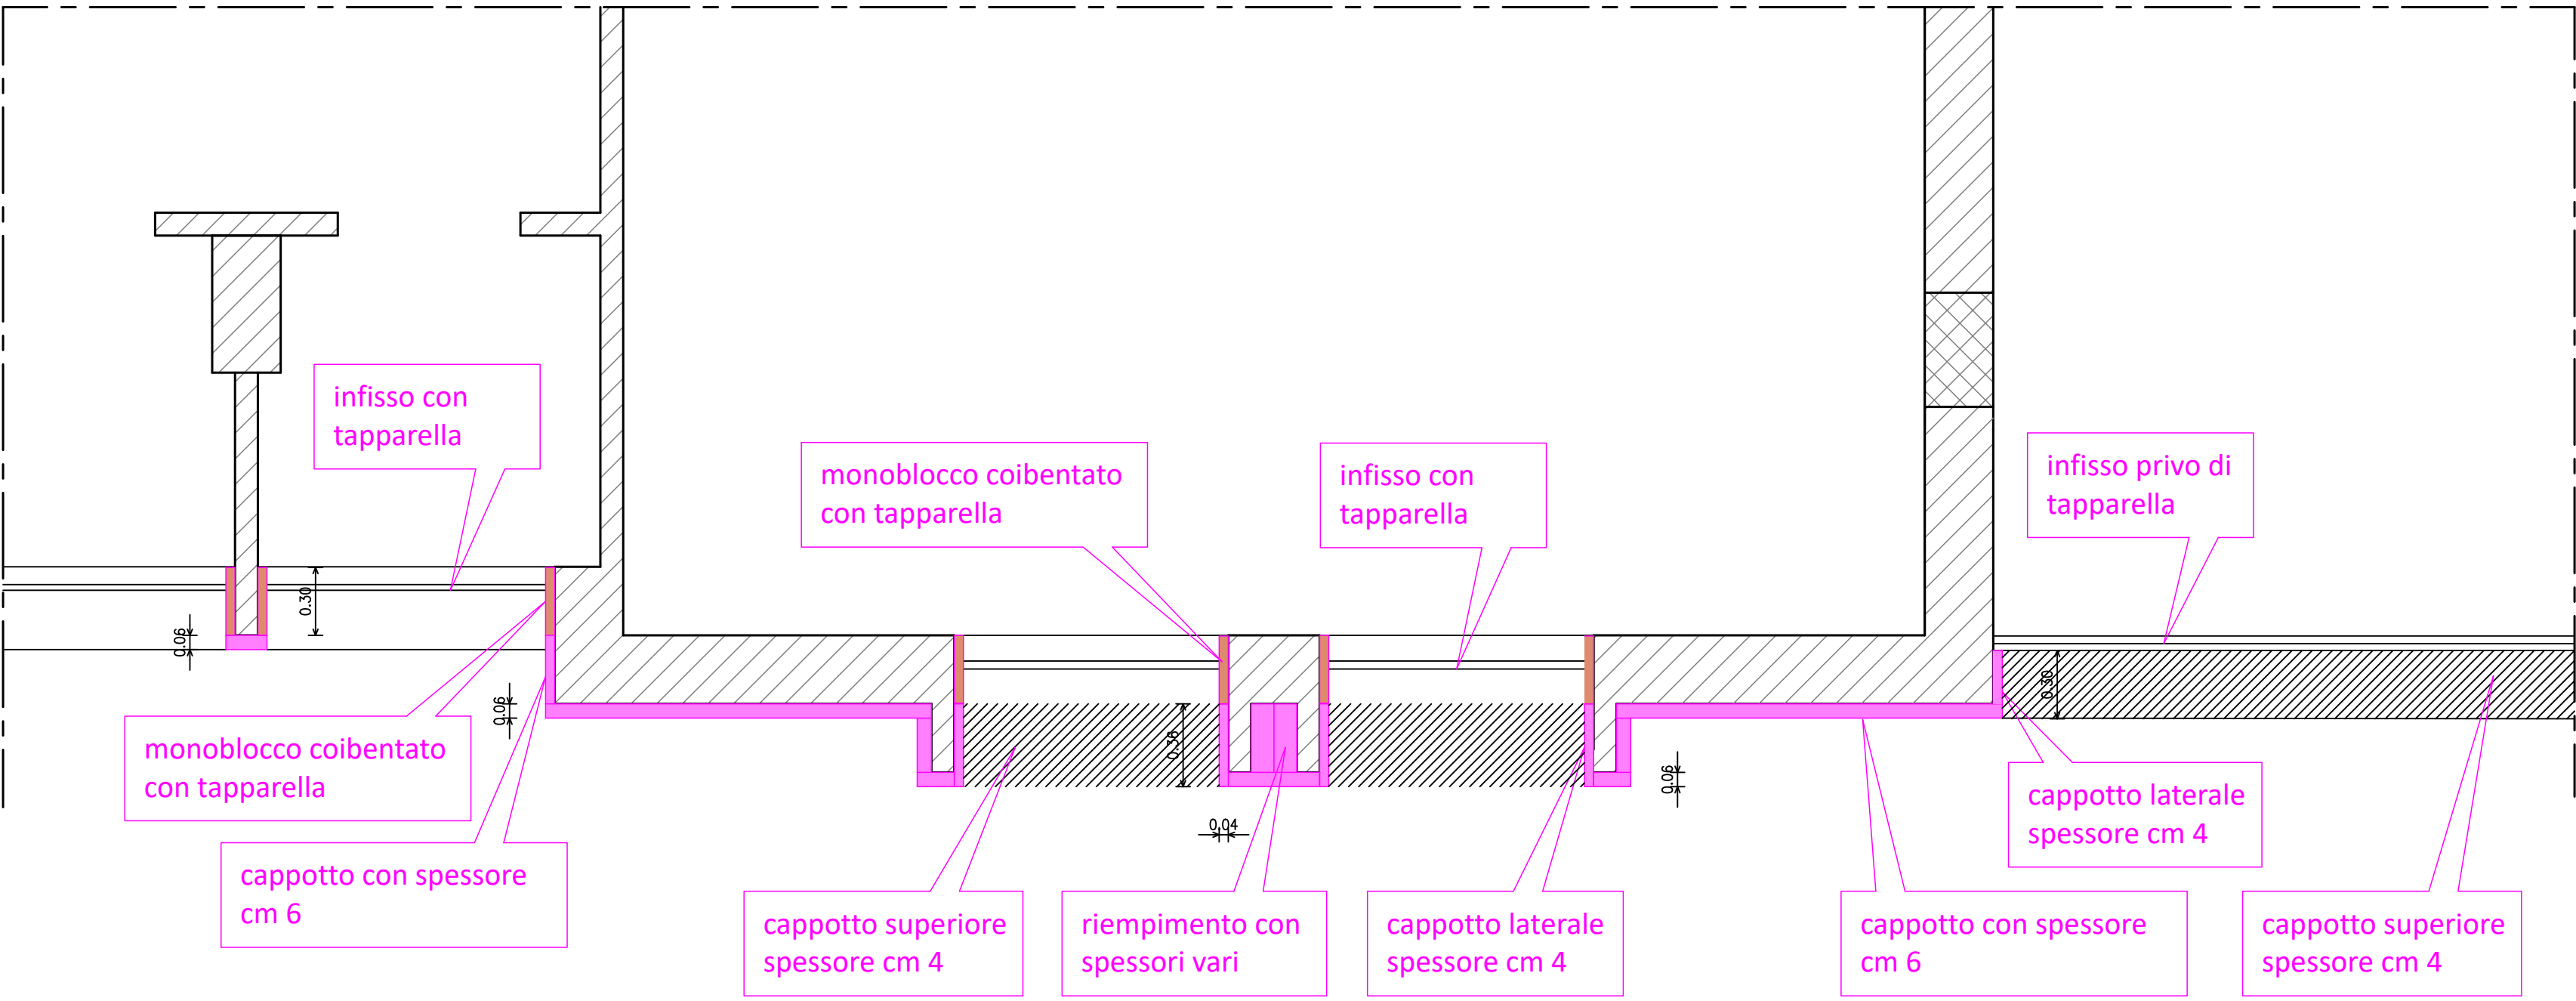 infisso con
tapparella
monoblocco coibentato
con tapparella
infisso con
tapparella
infisso privo di
tapparella
0.30
0.06
0.06
0.36
0.04
0.06
0.30
monoblocco coibentato
con tapparella
cappotto con spessore
cm 6
cappotto superiore
spessore cm 4
riempimento con
spessori vari
cappotto laterale
spessore cm 4
cappotto laterale
spessore cm 4
cappotto con spessore
cm 6
cappotto superiore
spessore cm 4